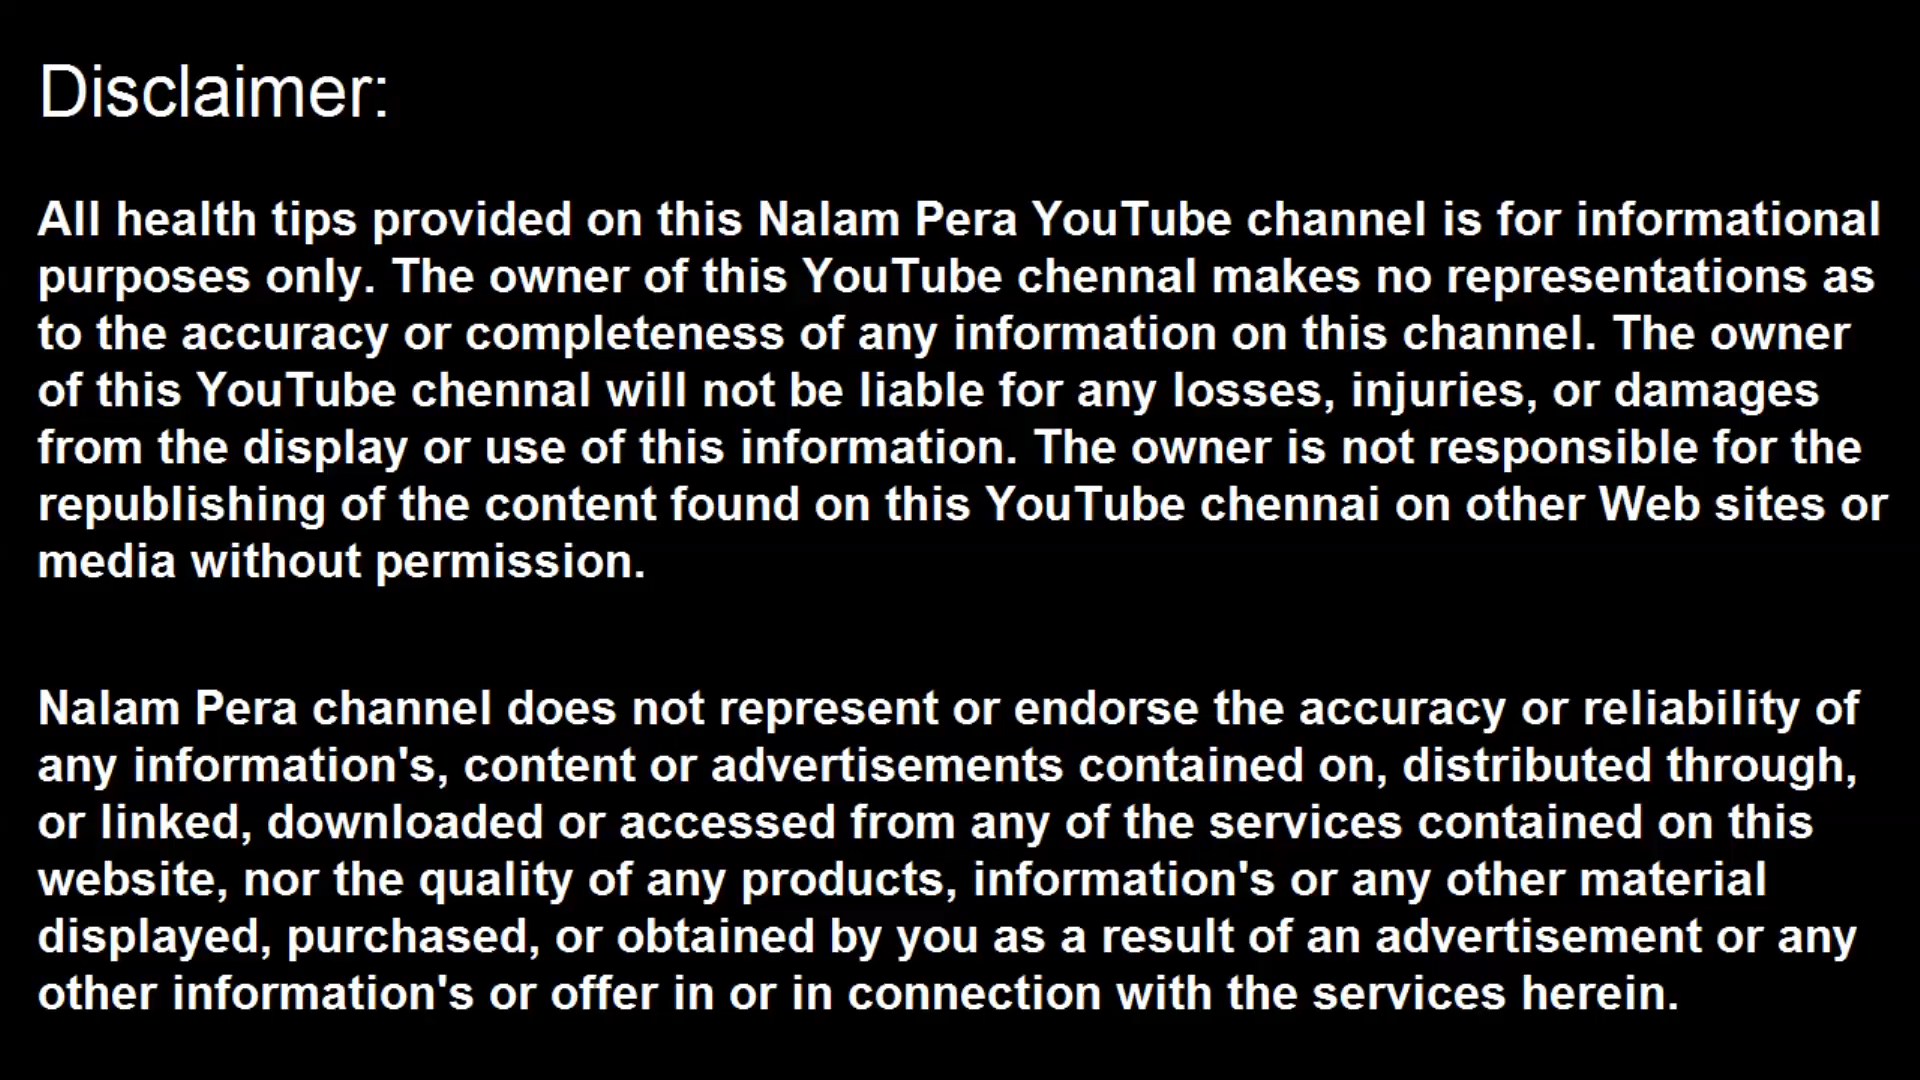 Disclaimer:
All health tips provided on this Nalam Pera YouTube channel is for informational
purposes only. The owner of this YouTube chennal makes no representations as
to the accuracy or completeness of any information on this channel. The owner
of this YouTube chennal will not be liable for any losses, injuries, or damages
from the display or use of this information. The owner is not responsible for the
republishing of the content found on this YouTube chennai on other Web sites or
media without permission.
Nalam Pera channel does not represent or endorse the accuracy or reliability of
any information's, content or advertisements contained on, distributed through,
or linked, downloaded or accessed from any of the services contained on this
website, nor the quality of any products, information's or any other material
displayed, purchased, or obtained by you as a result of an advertisement or any
other information's or offer in or in connection with the services herein.